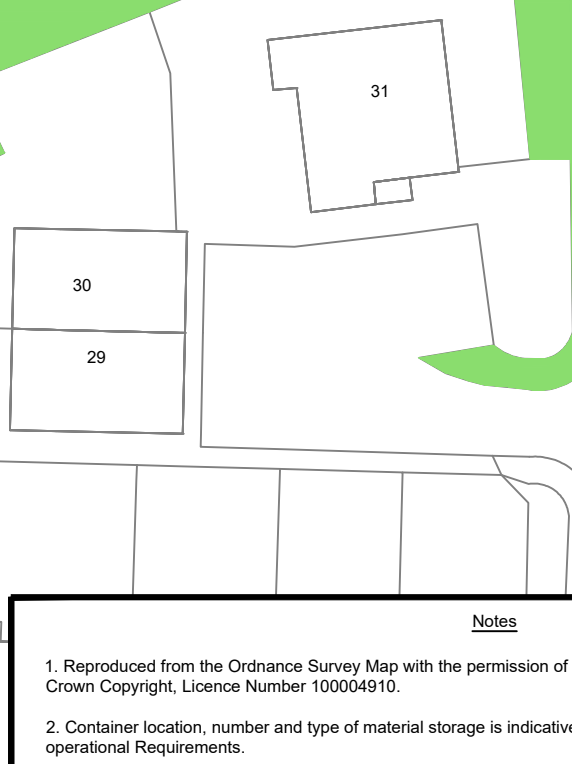 31
30
29
Notes
1. Reproduced from the Ordnance Survey Map with the permission of
Crown Copyright, Licence Number 100004910.
2. Container location, number and type of material storage is indicative
operational Requirements.